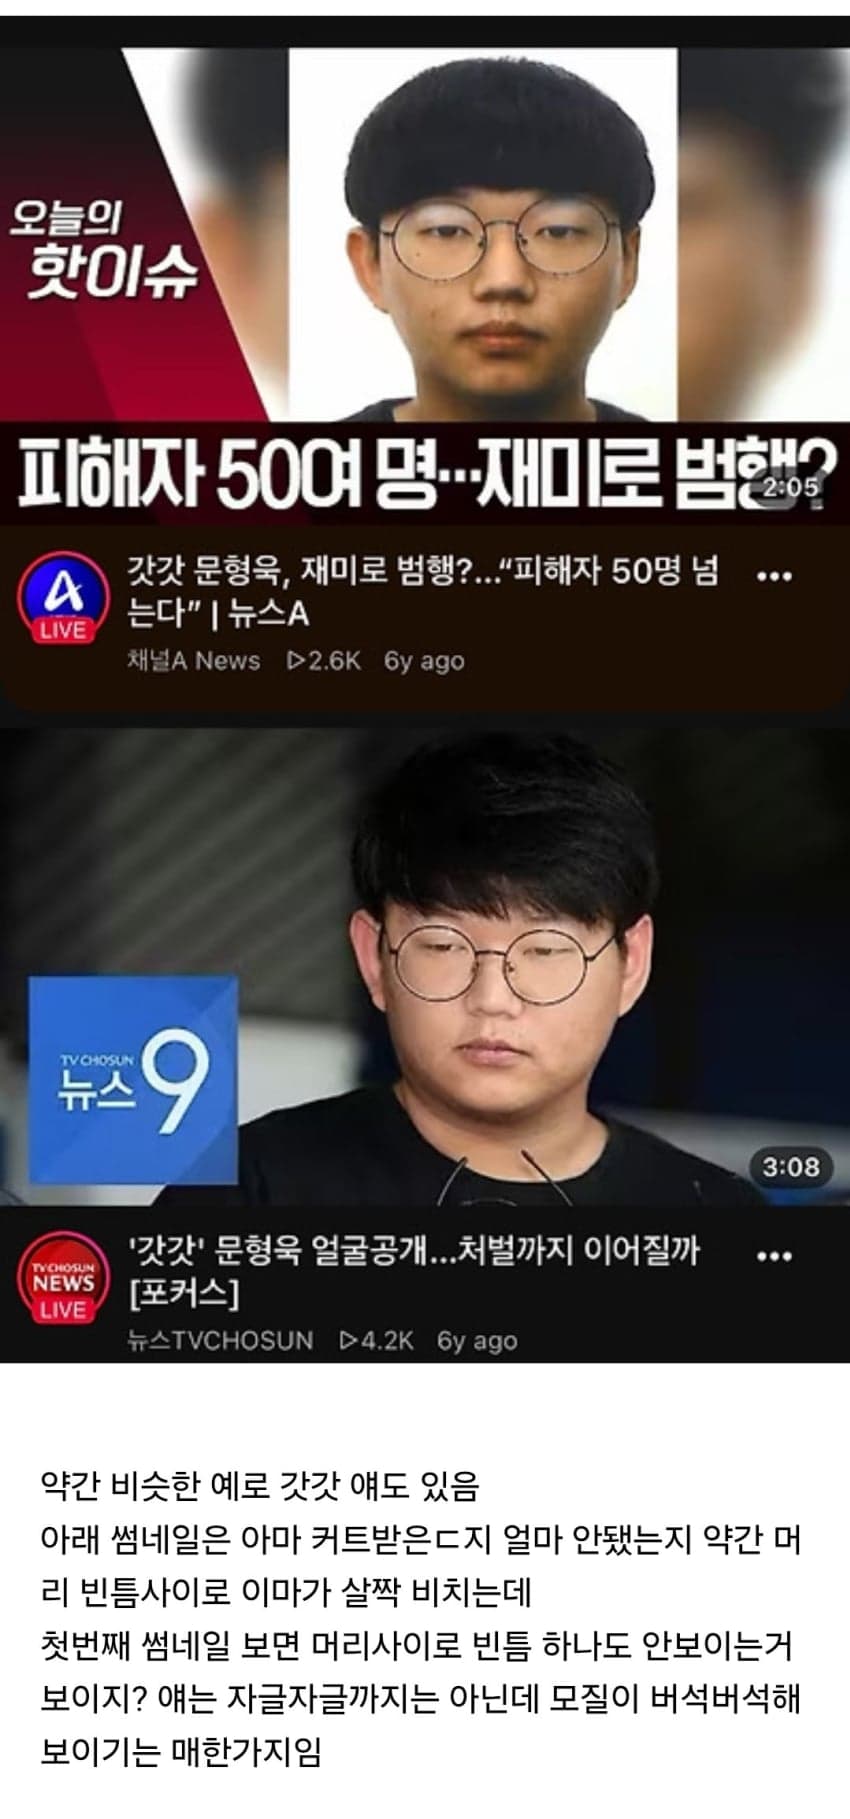 오늘의
핫이슈
피해자 50여 명…재미로 범행?
2:05
LIVE
갓갓 문형욱, 재미로 범행?…“피해자 50명 넘
는다” | 뉴스A
채널A News ▷2.6K 6y ago
TV CHOSUN
뉴스9
3:08
TVCHOSUN
NEWS
LIVE
'갓갓' 문형욱 얼굴공개...처벌까지 이어질까
[포커스]
뉴스TVCHOSUN ▷4.2K 6y ago
약간 비슷한 예로 갓갓 얘도 있음
아래 썸네일은 아마 커트받은ㄷ지 얼마 안됐는지 약간 머
리 빈틈사이로 이마가 살짝 비치는데
첫번째 썸네일 보면 머리사이로 빈틈 하나도 안보이는거
보이지? 얘는 자글자글까지는 아닌데 모질이 버석버석해
보이기는 매한가지임